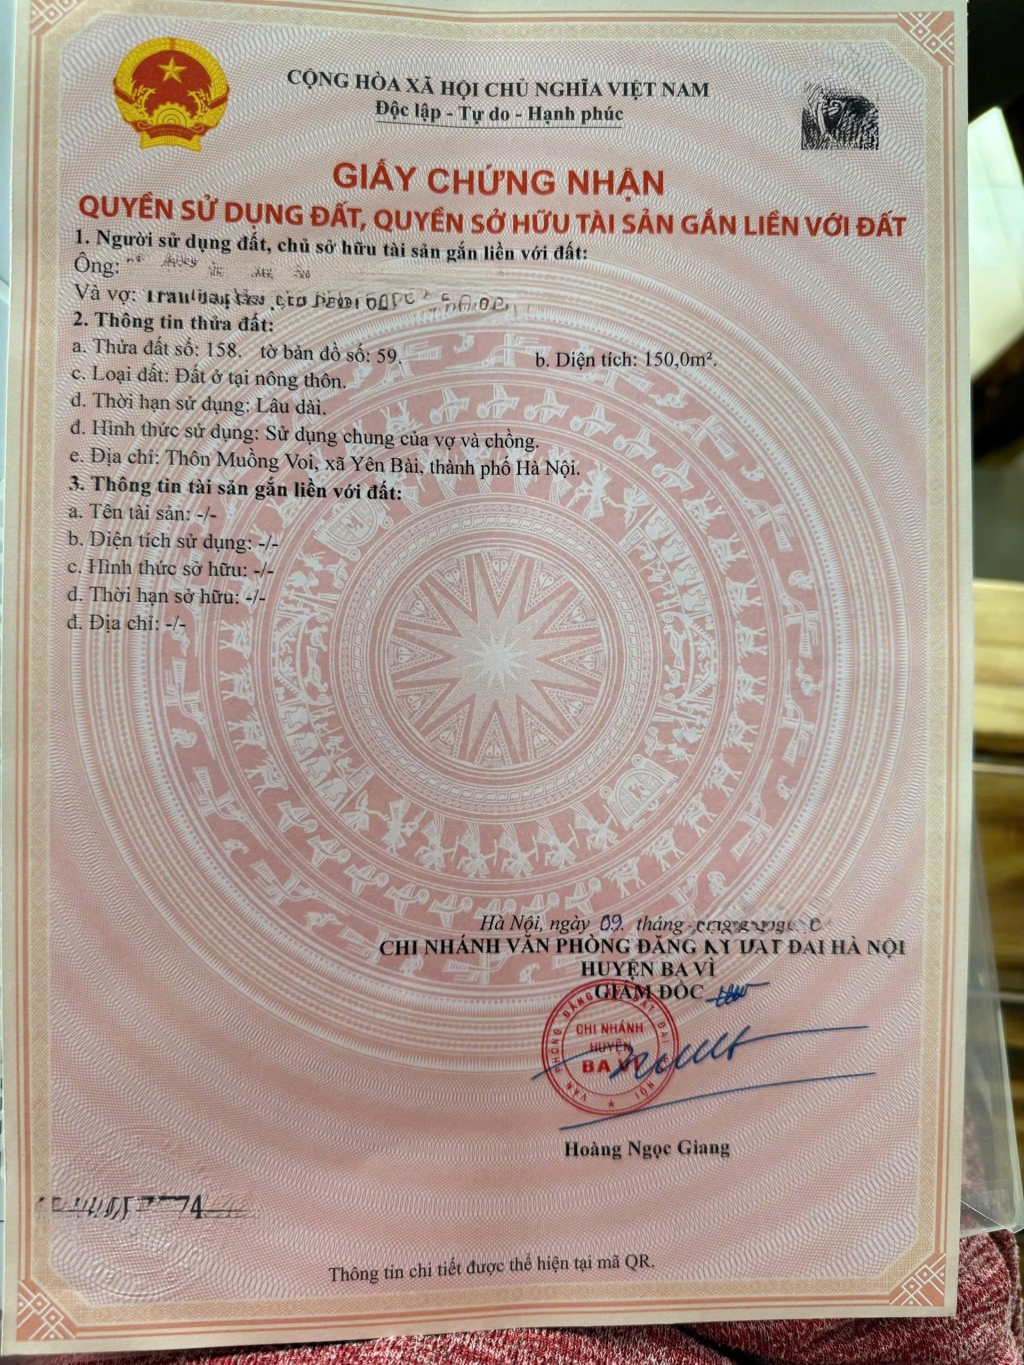 CỘNG HÒA XÃ HỘI CHỦ NGHĨA VIỆT NAM
Độc lập - Tự do - Hạnh phúc
GIẤY CHỨNG NHẬN
QUYỀN SỬ DỤNG ĐẤT, QUYỀN SỞ HỮU TÀI SẢN GẮN LIỀN VỚI ĐẤT
1. Người sử dụng đất, chủ sở hữu tài sản gắn liền với đất:
Ông:
Và vợ:
2. Thông tin thửa đất:
a. Thửa đất số: 158. tờ bản đồ số: 59. b. Diện tích: 150,0m².
c. Loại đất: Đất ở tại nông thôn.
d. Thời hạn sử dụng: Lâu dài.
đ. Hình thức sử dụng: Sử dụng chung của vợ và chồng.
e. Địa chỉ: Thôn Muồng Voi, xã Yên Bài, thành phố Hà Nội.
3. Thông tin tài sản gắn liền với đất:
a. Tên tài sản: -/-
b. Diện tích sử dụng: -/-
c. Hình thức sở hữu: -/-
d. Thời hạn sở hữu: -/-
đ. Địa chỉ: -/-
Hà Nội, ngày 09. tháng
CHI NHÁNH VĂN PHÒNG ĐĂNG KÝ ĐẤT ĐAI HÀ NỘI
HUYỆN BA VÌ
GIÁM ĐỐC
CHI NHÁNH
HUYỆN
BA VÌ
Hoàng Ngọc Giang
Thông tin chi tiết được thể hiện tại mã QR.